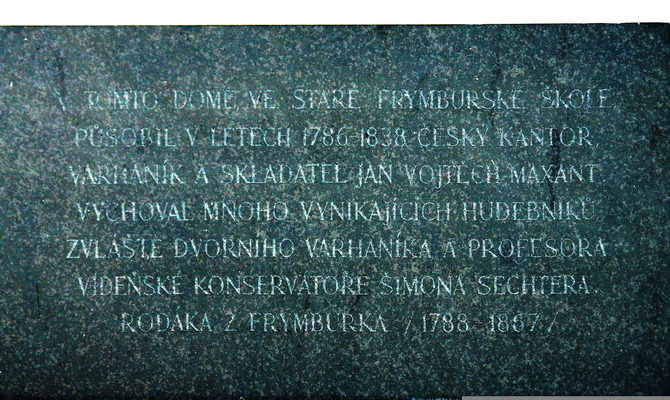 V TOMTO DOMĚ, VE STARÉ FRYMBURSKÉ ŠKOLE,
PŮSOBIL V LETECH 1786-1838 ČESKÝ KANTOR,
VARHANÍK A SKLADATEL JAN VOJTĚCH MAXANT.
VYCHOVAL MNOHO VYNIKAJÍCÍCH HUDEBNÍKŮ,
ZVLÁŠTĚ DVORNÍHO VARHANÍKA A PROFESORA
VÍDEŇSKÉ KONSERVATOŘE ŠIMONA SECHTERA,
RODÁKA Z FRYMBURKA /1788-1867/